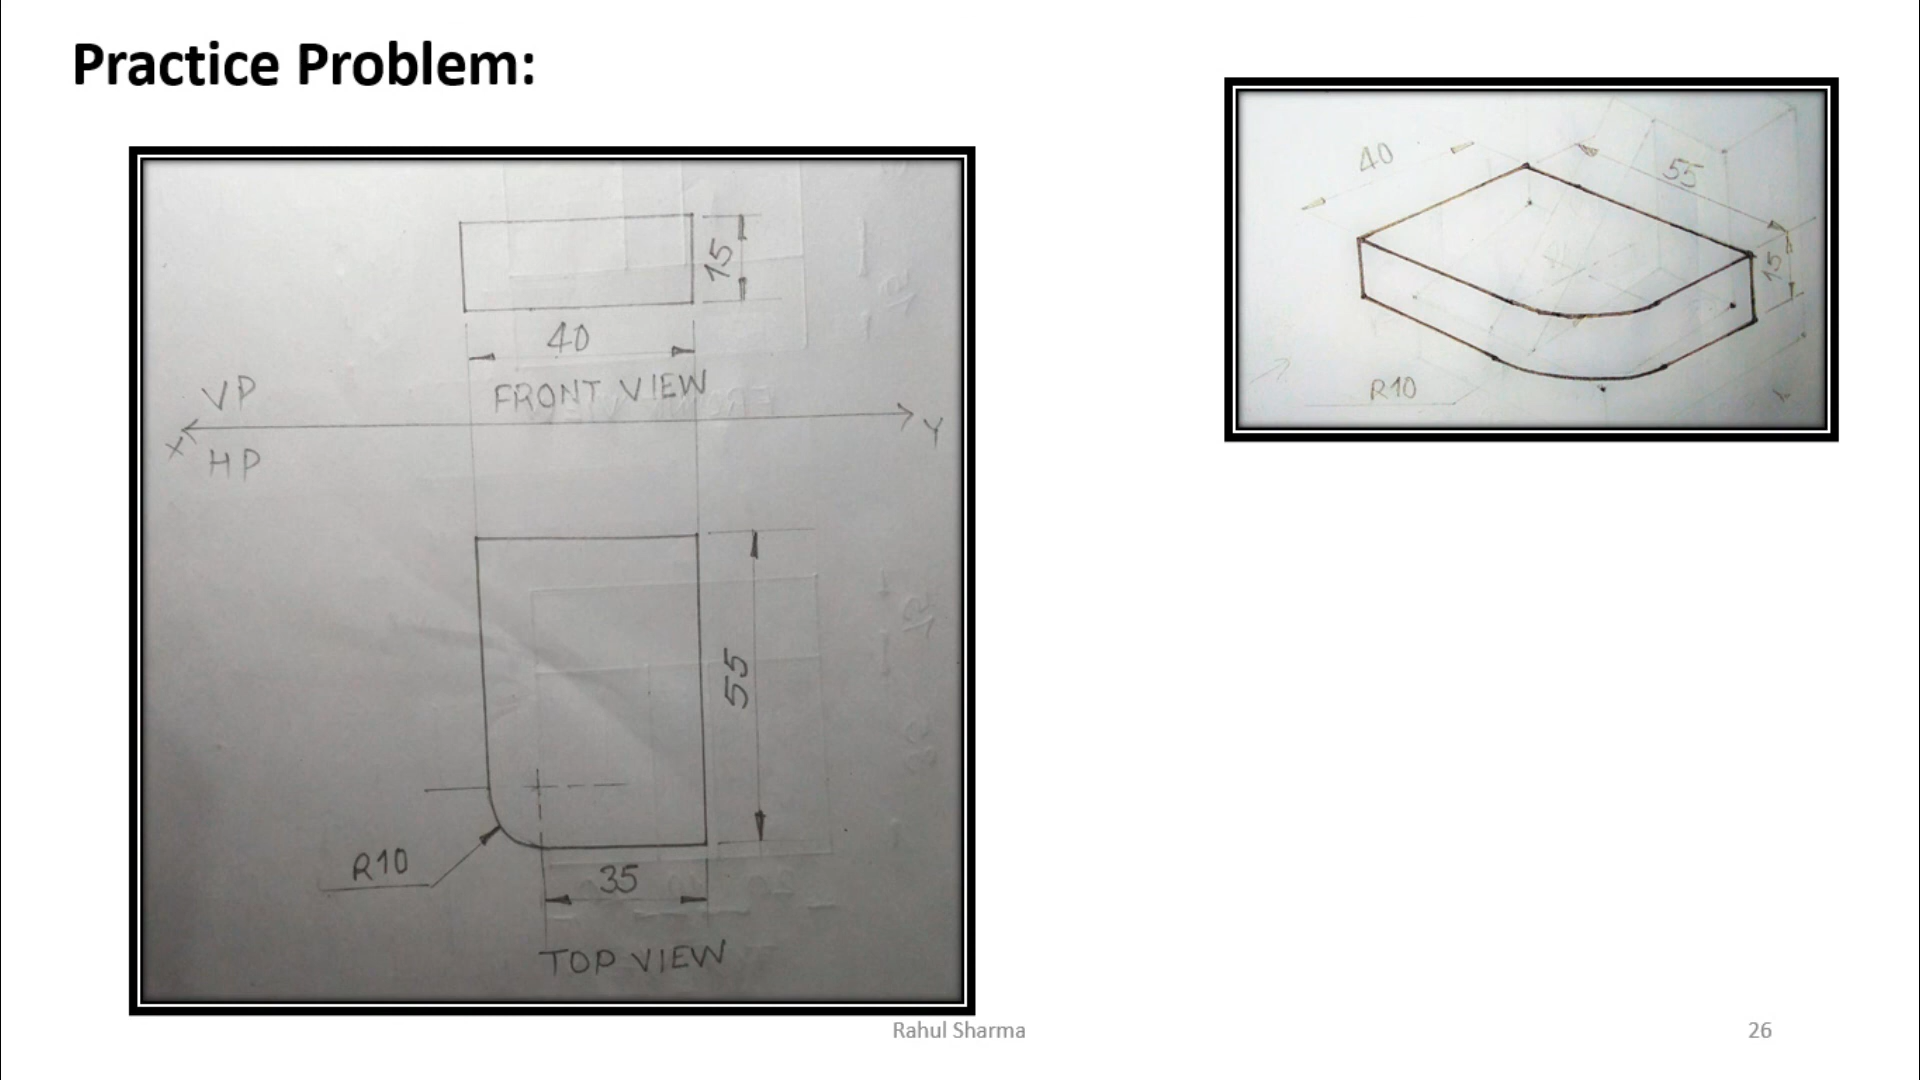 Practice Problem:
15
40
FRONT VIEW
VP
X
Y
HP
55
R10
35
TOP VIEW
40
55
15
R10
Rahul Sharma
26